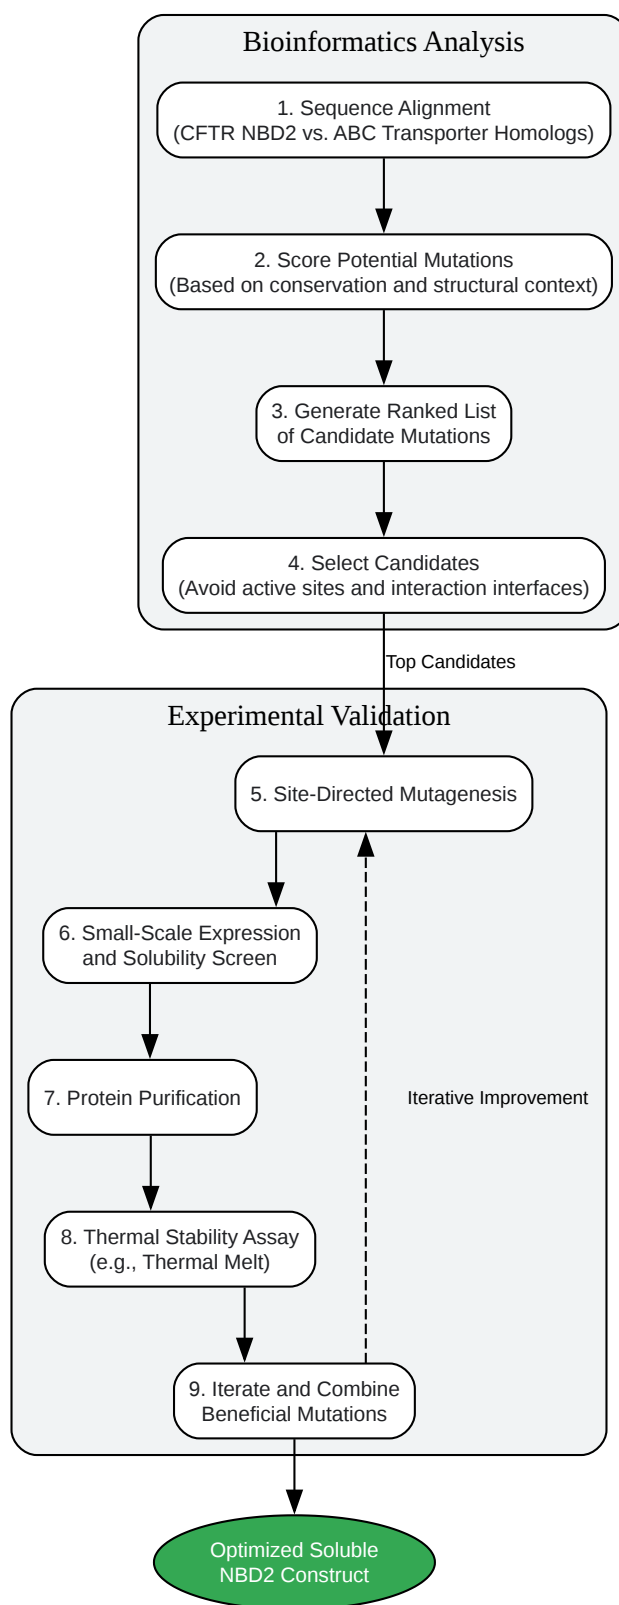 Bioinformatics Analysis
1. Sequence Alignment
(CFTR NBD2 vs. ABC Transporter Homologs)
2. Score Potential Mutations
(Based on conservation and structural context)
3. Generate Ranked List
of Candidate Mutations
4. Select Candidates
(Avoid active sites and interaction interfaces)
Top Candidates
Experimental Validation
5. Site-Directed Mutagenesis
6. Small-Scale Expression
and Solubility Screen
7. Protein Purification
Iterative Improvement
8. Thermal Stability Assay
(e.g., Thermal Melt)
9. Iterate and Combine
Beneficial Mutations
Optimized Soluble
NBD2 Construct